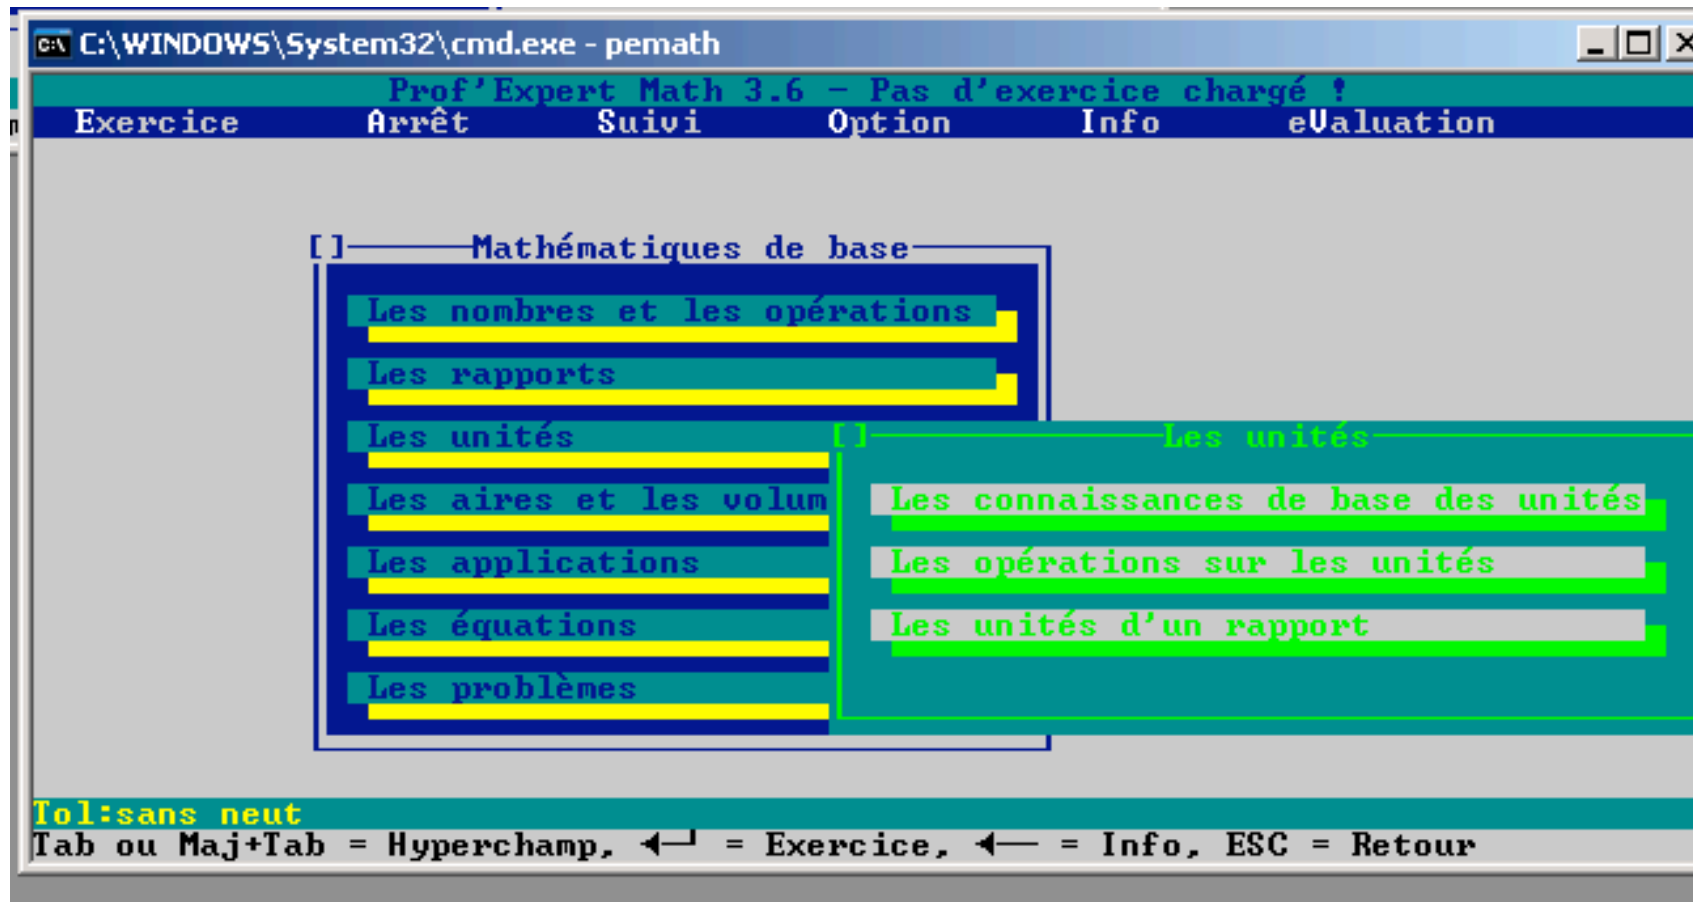 C:\WINDOWS\System32\cmd.exe - pemath
Prof'Expert Math 3.6 - Pas d'exercice chargé !
Exercice Arrêt Suivi Option Info eValuation
[ ] Mathématiques de base
Les nombres et les opérations
Les rapports
Les unités
Les aires et les volum
Les applications
Les équations
Les problèmes
[ ] Les unités
Les connaissances de base des unités
Les opérations sur les unités
Les unités d'un rapport
Tol:sans neut
Tab ou Maj+Tab = Hyperchamp, ◄┘ = Exercice, ◄─ = Info, ESC = Retour